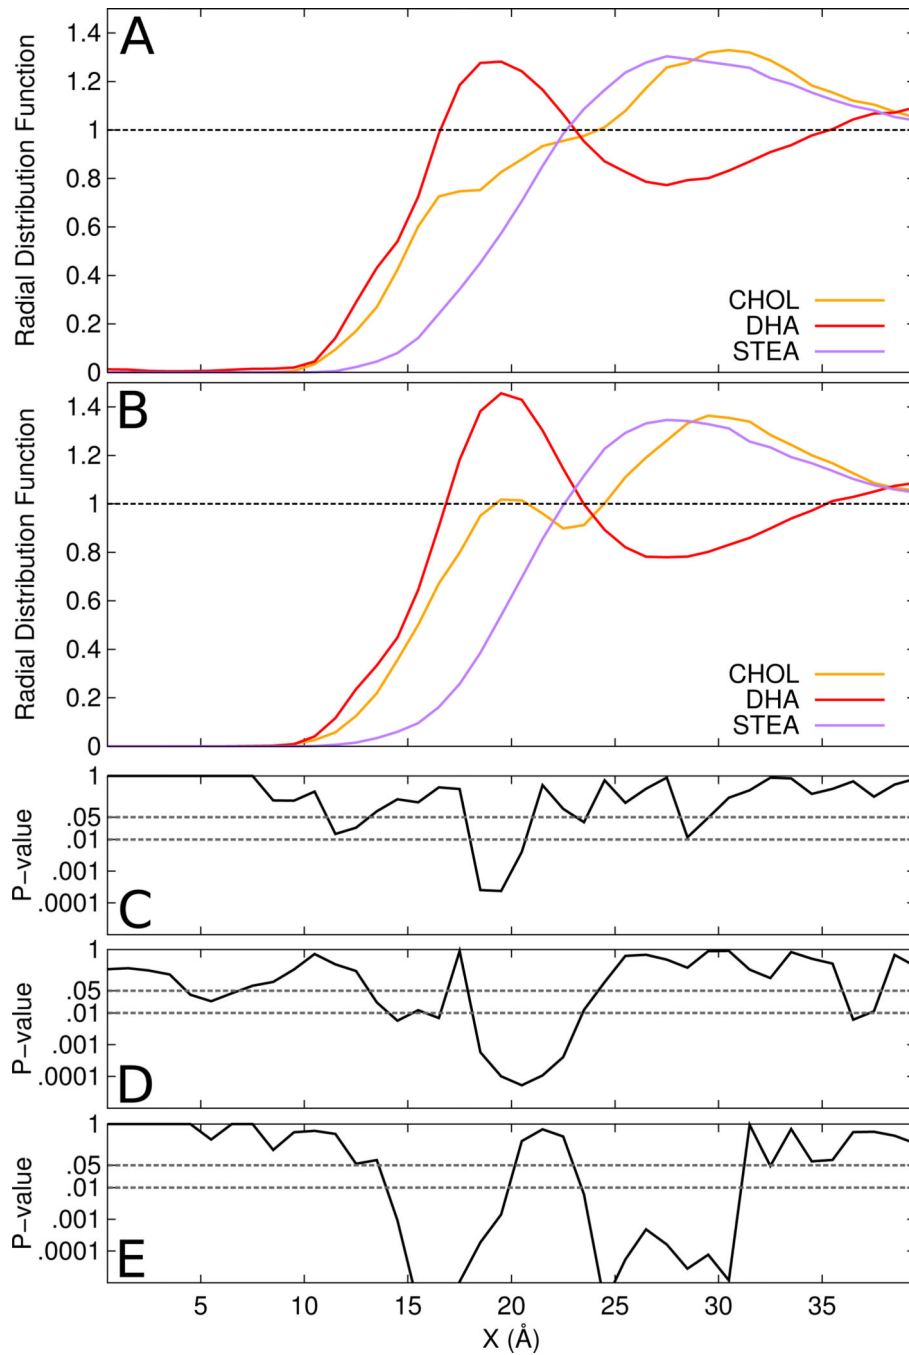 A
Radial Distribution Function
1.4
1.2
1
0.8
0.6
0.4
0.2
0
CHOL
DHA
STEA
B
Radial Distribution Function
1.4
1.2
1
0.8
0.6
0.4
0.2
0
CHOL
DHA
STEA
C
P-value
1
.05
.01
.001
.0001
D
P-value
1
.05
.01
.001
.0001
E
P-value
1
.05
.01
.001
.0001
5 10 15 20 25 30 35
X (Å)